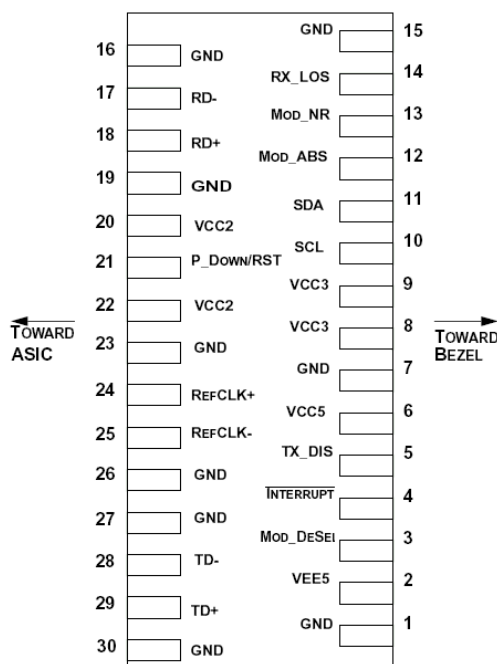 GND 15
16 GND
RX_LOS 14
17 RD-
MOD_NR 13
18 RD+
MOD_ABS 12
19 GND
SDA 11
20 VCC2
SCL 10
21 P_DOWN/RST
VCC3 9
22 VCC2
VCC3 8
TOWARD
ASIC
TOWARD
BEZEL
23 GND
GND 7
24 REFCLK+
VCC5 6
25 REFCLK-
TX_DIS 5
26 GND
INTERRUPT 4
27 GND
MOD_DESEL 3
28 TD-
VEE5 2
29 TD+
GND 1
30 GND